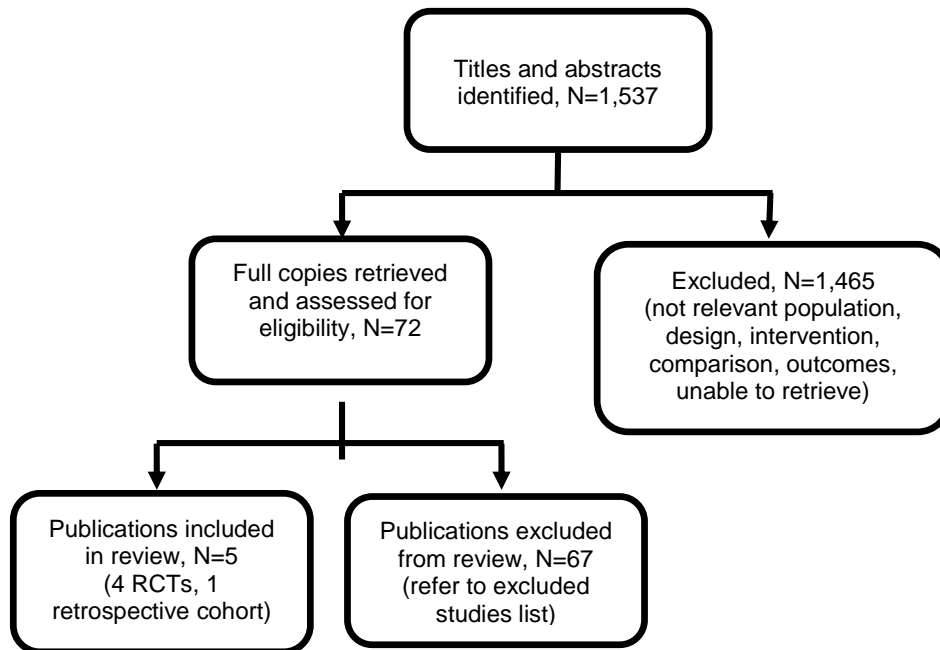 Titles and abstracts
identified, N=1,537
Full copies retrieved
and assessed for
eligibility, N=72
Excluded, N=1,465
(not relevant population,
design, intervention,
comparison, outcomes,
unable to retrieve)
Publications included
in review, N=5
(4 RCTs, 1
retrospective cohort)
Publications excluded
from review, N=67
(refer to excluded
studies list)